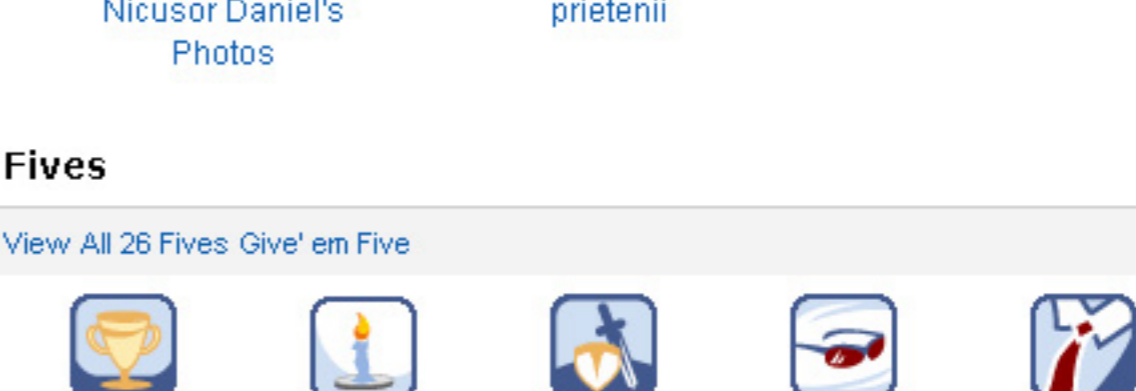 Nicusor Daniel's
Photos
prietenii
Fives
View All 26 Fives Give' em Five